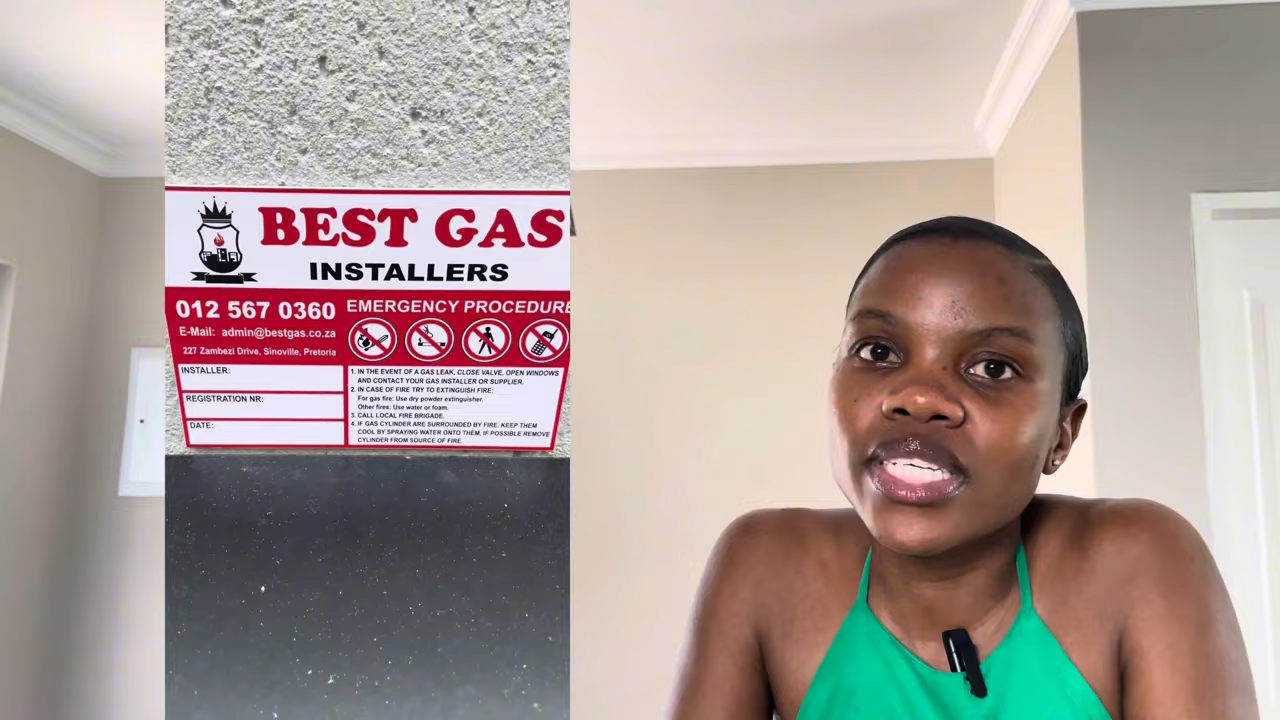 BEST GAS
INSTALLERS
012 567 0360
E-Mail: admin@bestgas.co.za
227 Zambezi Drive, Sinoville, Pretoria
INSTALLER:
REGISTRATION NR:
DATE:
EMERGENCY PROCEDURE
1. IN THE EVENT OF A GAS LEAK, CLOSE VALVE, OPEN WINDOWS
AND CONTACT YOUR GAS INSTALLER OR SUPPLIER.
2. IN CASE OF FIRE TRY TO EXTINGUISH FIRE:
For gas fire: Use dry powder extinguisher.
Other fires: Use water or foam.
3. CALL LOCAL FIRE BRIGADE.
4. IF GAS CYLINDER ARE SURROUNDED BY FIRE. KEEP THEM
COOL BY SPRAYING WATER ONTO THEM. IF POSSIBLE REMOVE
CYLINDER FROM SOURCE OF FIRE.